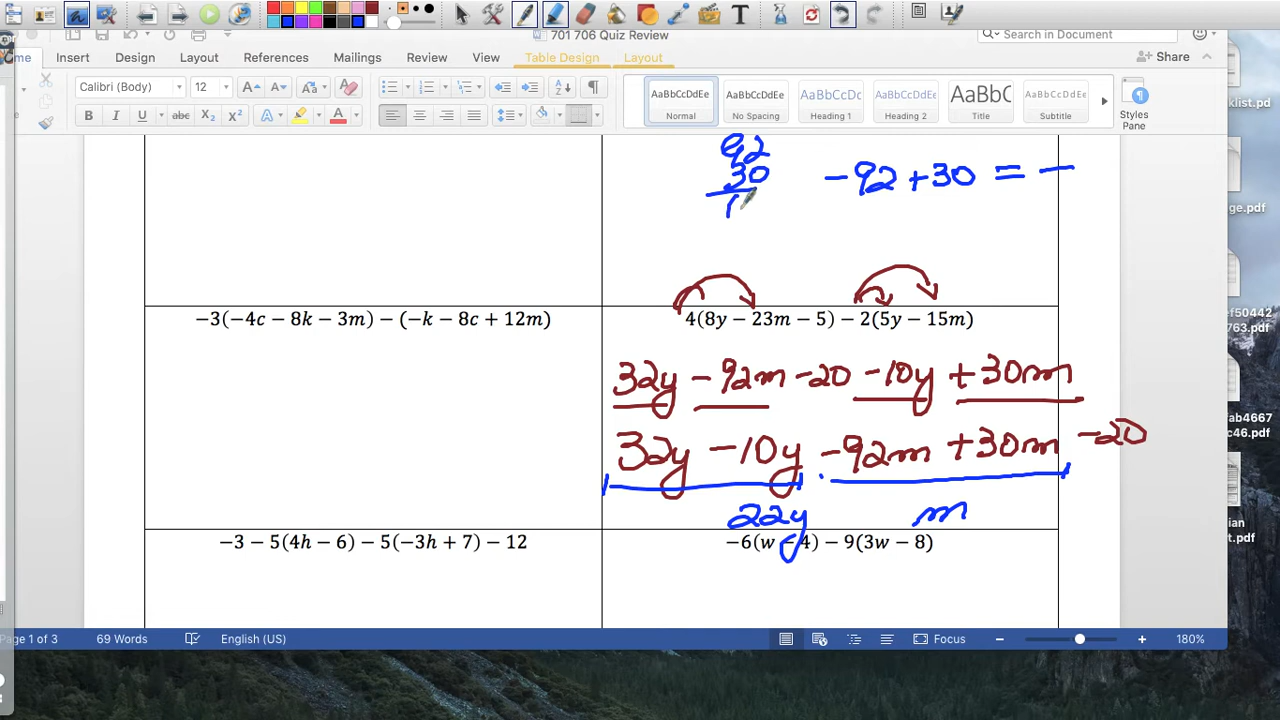 701 706 Quiz Review
Search in Document
Insert Design Layout References Mailings Review View Table Design Layout
Share
Calibri (Body) 12
AaBbCcDdEe AaBbCcDdEe AaBbCcDc AaBbCcDdEe AaBbC AaBbCcDdEe
Normal No Spacing Heading 1 Heading 2 Title Subtitle
Styles
Pane
92
30
-92 + 30 = -
−3(−4c − 8k − 3m) − (−k − 8c + 12m)
4(8y − 23m − 5) − 2(5y − 15m)
32y - 92m - 20 - 10y + 30m
32y - 10y - 92m + 30m - 20
22y m
−3 − 5(4h − 6) − 5(−3h + 7) − 12
−6(w − 4) − 9(3w − 8)
Page 1 of 3 69 Words English (US) Focus 180%